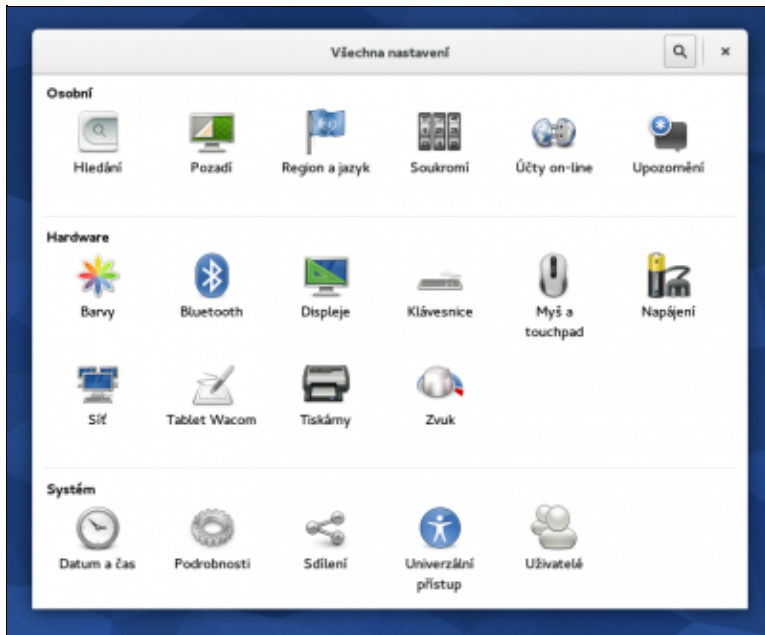 Všechna nastavení
Osobní
Hledání
Pozadí
Region a jazyk
Soukromí
Účty on-line
Upozornění
Hardware
Barvy
Bluetooth
Displeje
Klávesnice
Myš a
touchpad
Napájení
Síť
Tablet Wacom
Tiskárny
Zvuk
Systém
Datum a čas
Podrobnosti
Sdílení
Univerzální
přístup
Uživatelé